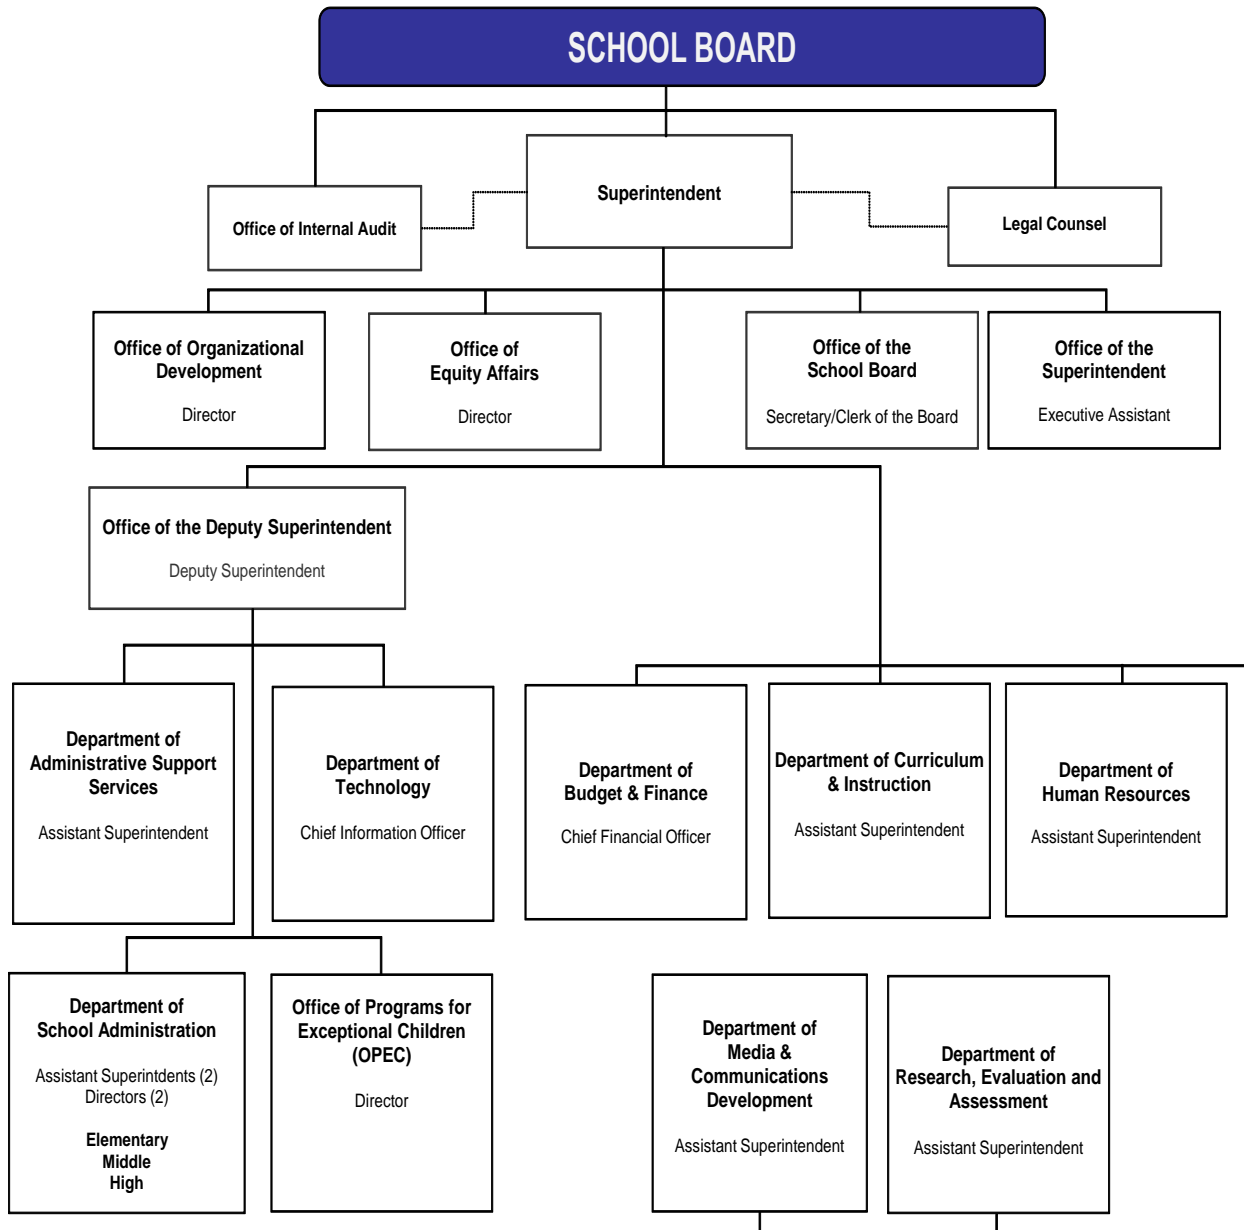 SCHOOL BOARD
Superintendent
Office of Internal Audit
Legal Counsel
Office of Organizational
Development
Director
Office of
Equity Affairs
Director
Office of the
School Board
Secretary/Clerk of the Board
Office of the
Superintendent
Executive Assistant
Office of the Deputy Superintendent
Deputy Superintendent
Department of
Administrative Support
Services
Assistant Superintendent
Department of
Technology
Chief Information Officer
Department of
Budget & Finance
Chief Financial Officer
Department of Curriculum
& Instruction
Assistant Superintendent
Department of
Human Resources
Assistant Superintendent
Department of
School Administration
Assistant Superintdents (2)
Directors (2)
Elementary
Middle
High
Office of Programs for
Exceptional Children
(OPEC)
Director
Department of
Media &
Communications
Development
Assistant Superintendent
Department of
Research, Evaluation and
Assessment
Assistant Superintendent